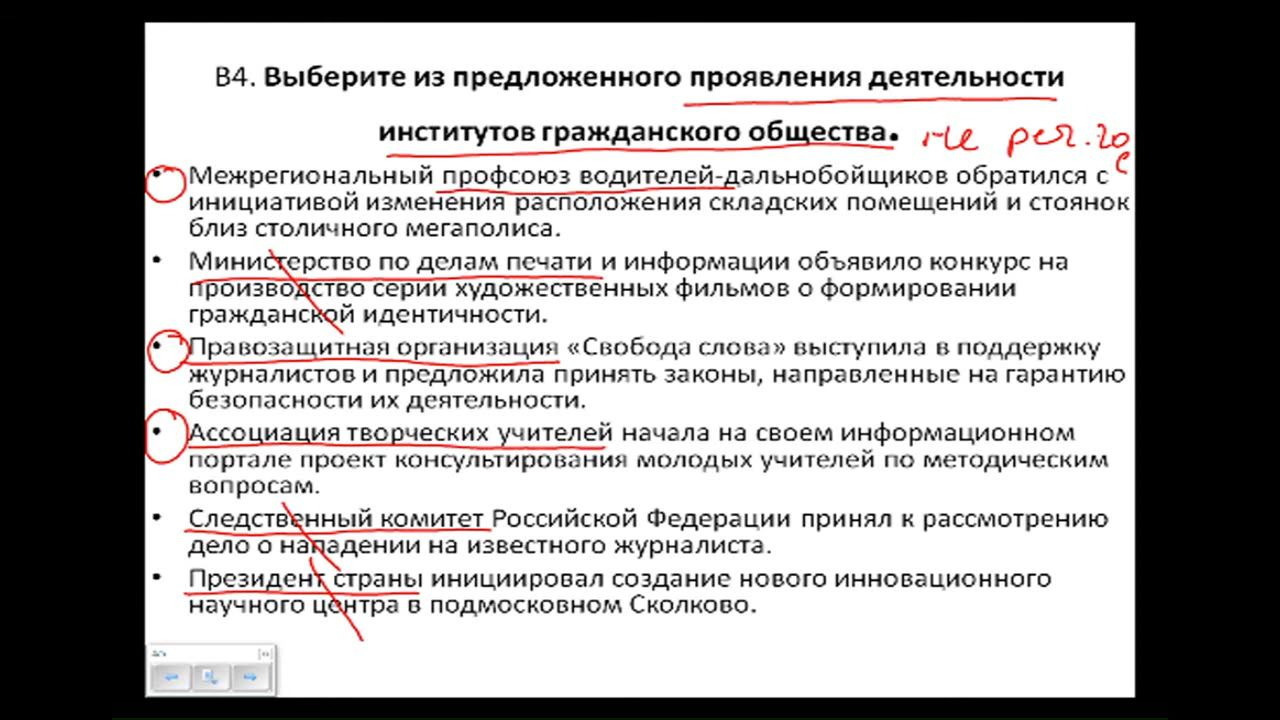 В4. Выберите из предложенного проявления деятельности
институтов гражданского общества.
не
• Межрегиональный профсоюз водителей-дальнобойщиков обратился с
инициативой изменения расположения складских помещений и стоянок
близ столичного мегаполиса.
• Министерство по делам печати и информации объявило конкурс на
производство серии художественных фильмов о формировании
гражданской идентичности.
• Правозащитная организация «Свобода слова» выступила в поддержку
журналистов и предложила принять законы, направленные на гарантию
безопасности их деятельности.
• Ассоциация творческих учителей начала на своем информационном
портале проект консультирования молодых учителей по методическим
вопросам.
• Следственный комитет Российской Федерации принял к рассмотрению
дело о нападении на известного журналиста.
• Президент страны инициировал создание нового инновационного
научного центра в подмосковном Сколково.